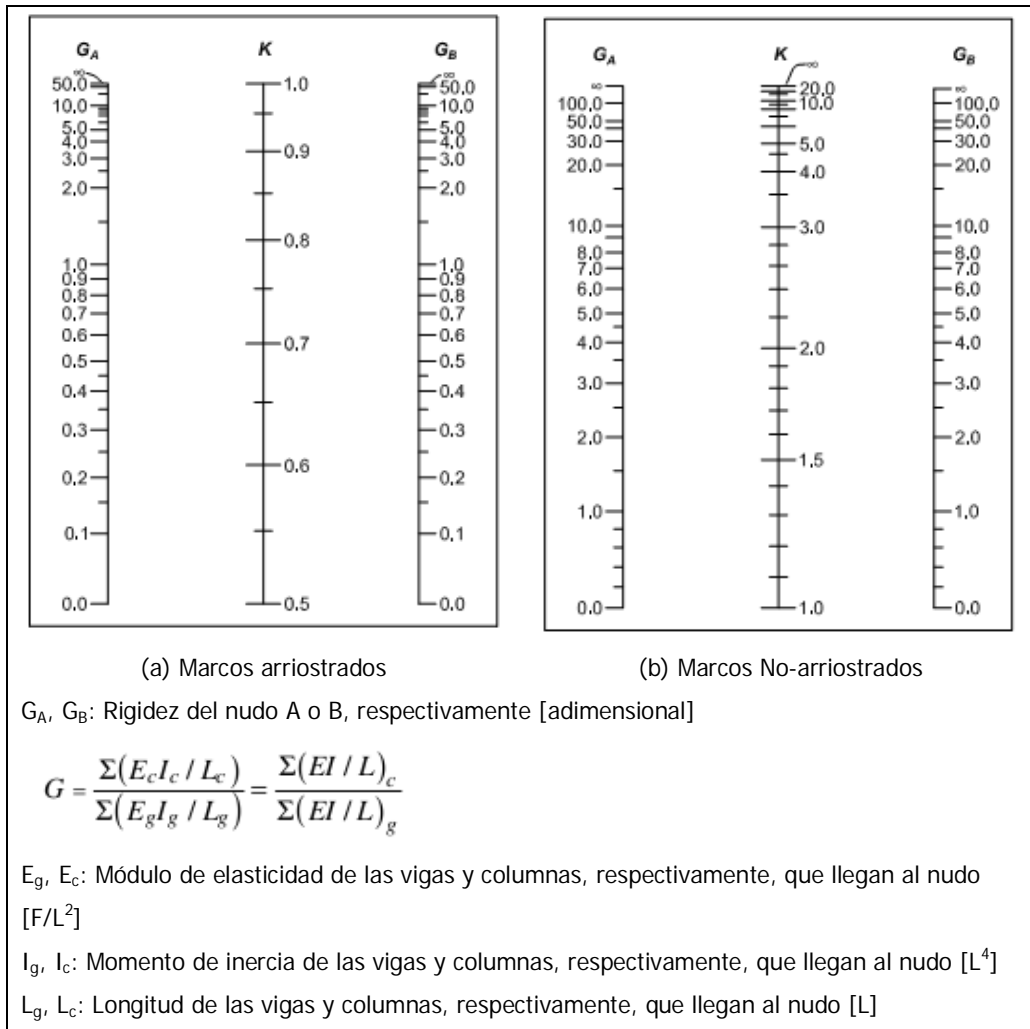 G_A K G_B
∞ ∞
50.0 1.0 50.0
10.0 10.0
5.0 0.9 5.0
4.0 4.0
3.0 3.0
2.0 2.0
0.8
1.0 1.0
0.9 0.9
0.8 0.8
0.7 0.7
0.6 0.7 0.6
0.5 0.5
0.4 0.4
0.3 0.3
0.6
0.2 0.2
0.1 0.1
0.0 0.5 0.0
(a) Marcos arriostrados
G_A K G_B
∞ ∞ ∞
20.0
100.0 10.0 100.0
50.0 50.0
30.0 5.0 30.0
20.0 4.0 20.0
10.0 3.0 10.0
8.0 8.0
7.0 7.0
6.0 6.0
5.0 5.0
4.0 2.0 4.0
3.0 3.0
2.0 2.0
1.5
1.0 1.0
0.0 1.0 0.0
(b) Marcos No-arriostrados
G_A, G_B: Rigidez del nudo A o B, respectivamente [adimensional]
G = Σ(E_cI_c / L_c) / Σ(E_gI_g / L_g) = Σ(EI / L)_c / Σ(EI / L)_g
E_g, E_c: Módulo de elasticidad de las vigas y columnas, respectivamente, que llegan al nudo
[F/L²]
I_g, I_c: Momento de inercia de las vigas y columnas, respectivamente, que llegan al nudo [L⁴]
L_g, L_c: Longitud de las vigas y columnas, respectivamente, que llegan al nudo [L]